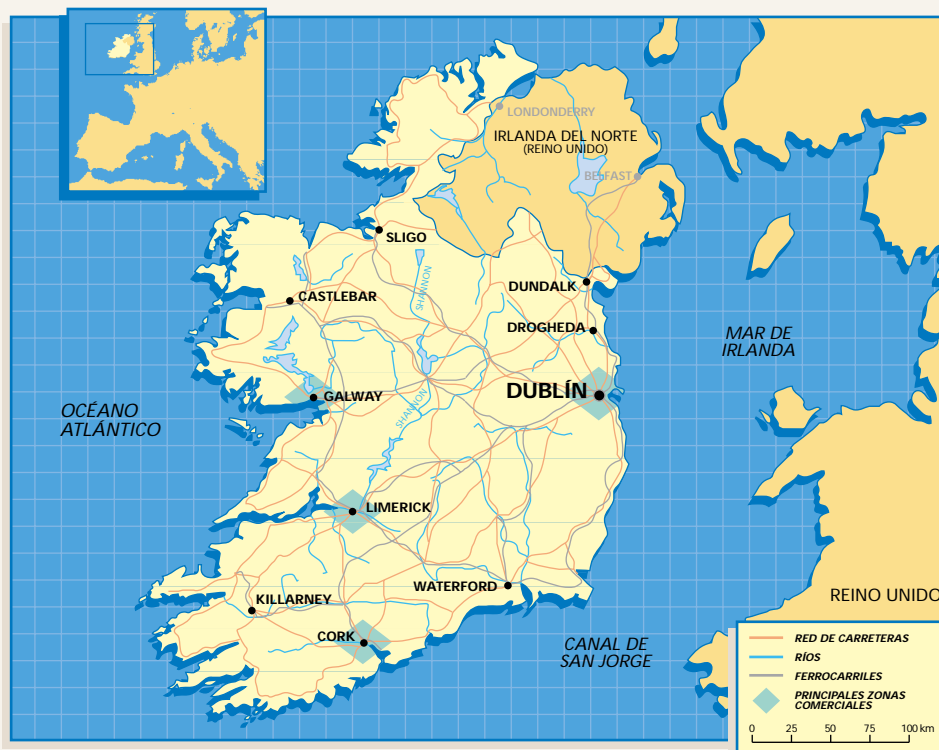 LONDONDERRY
IRLANDA DEL NORTE
(REINO UNIDO)
BELFAST
SLIGO
SHANNON
DUNDALK
CASTLEBAR
DROGHEDA
MAR DE
IRLANDA
DUBLÍN
GALWAY
SHANNON
OCÉANO
ATLÁNTICO
LIMERICK
WATERFORD
REINO UNIDO
KILLARNEY
CORK
CANAL DE
SAN JORGE
RED DE CARRETERAS
RÍOS
FERROCARRILES
PRINCIPALES ZONAS
COMERCIALES
0 25 50 75 100 km